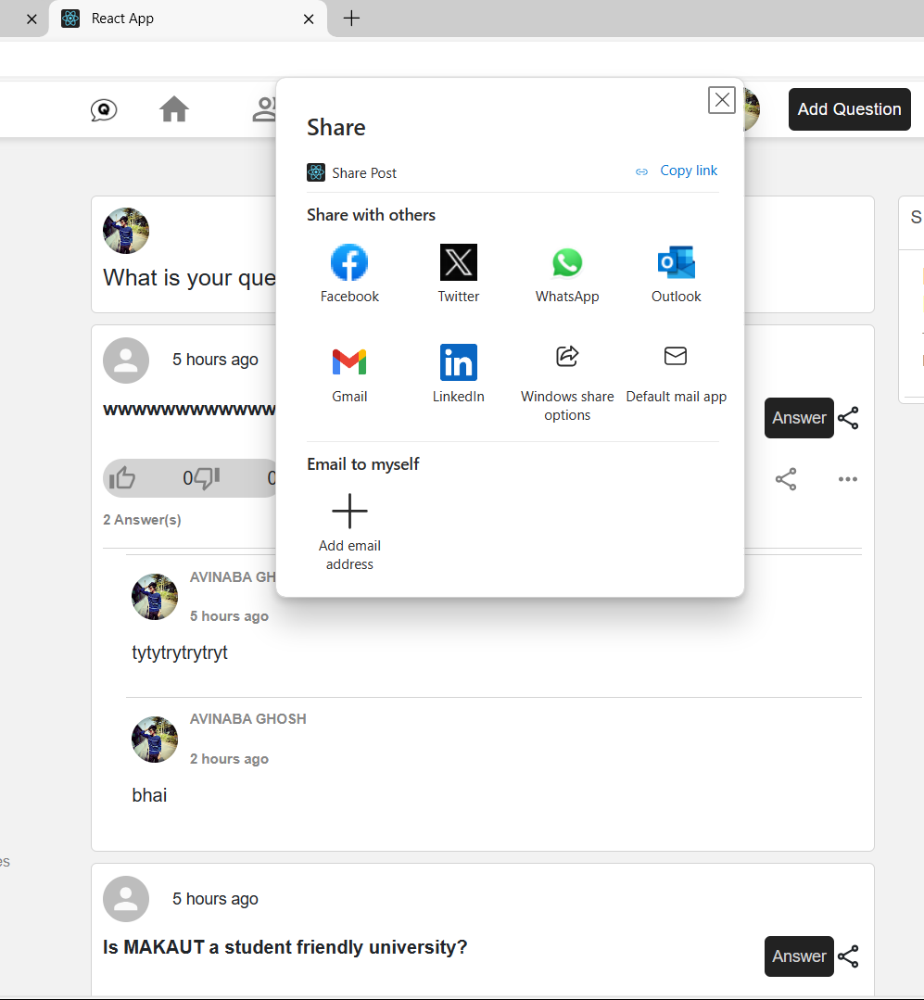 React App
Q
Add Question
Share
Share Post
Copy link
What is your que
Share with others
Facebook
Twitter
WhatsApp
Outlook
5 hours ago
Gmail
LinkedIn
Windows share
options
Default mail app
Answer
Email to myself
0
0
2 Answer(s)
Add email
address
AVINABA GH
5 hours ago
tytytrytrytryt
AVINABA GHOSH
2 hours ago
bhai
es
5 hours ago
Is MAKAUT a student friendly university?
Answer